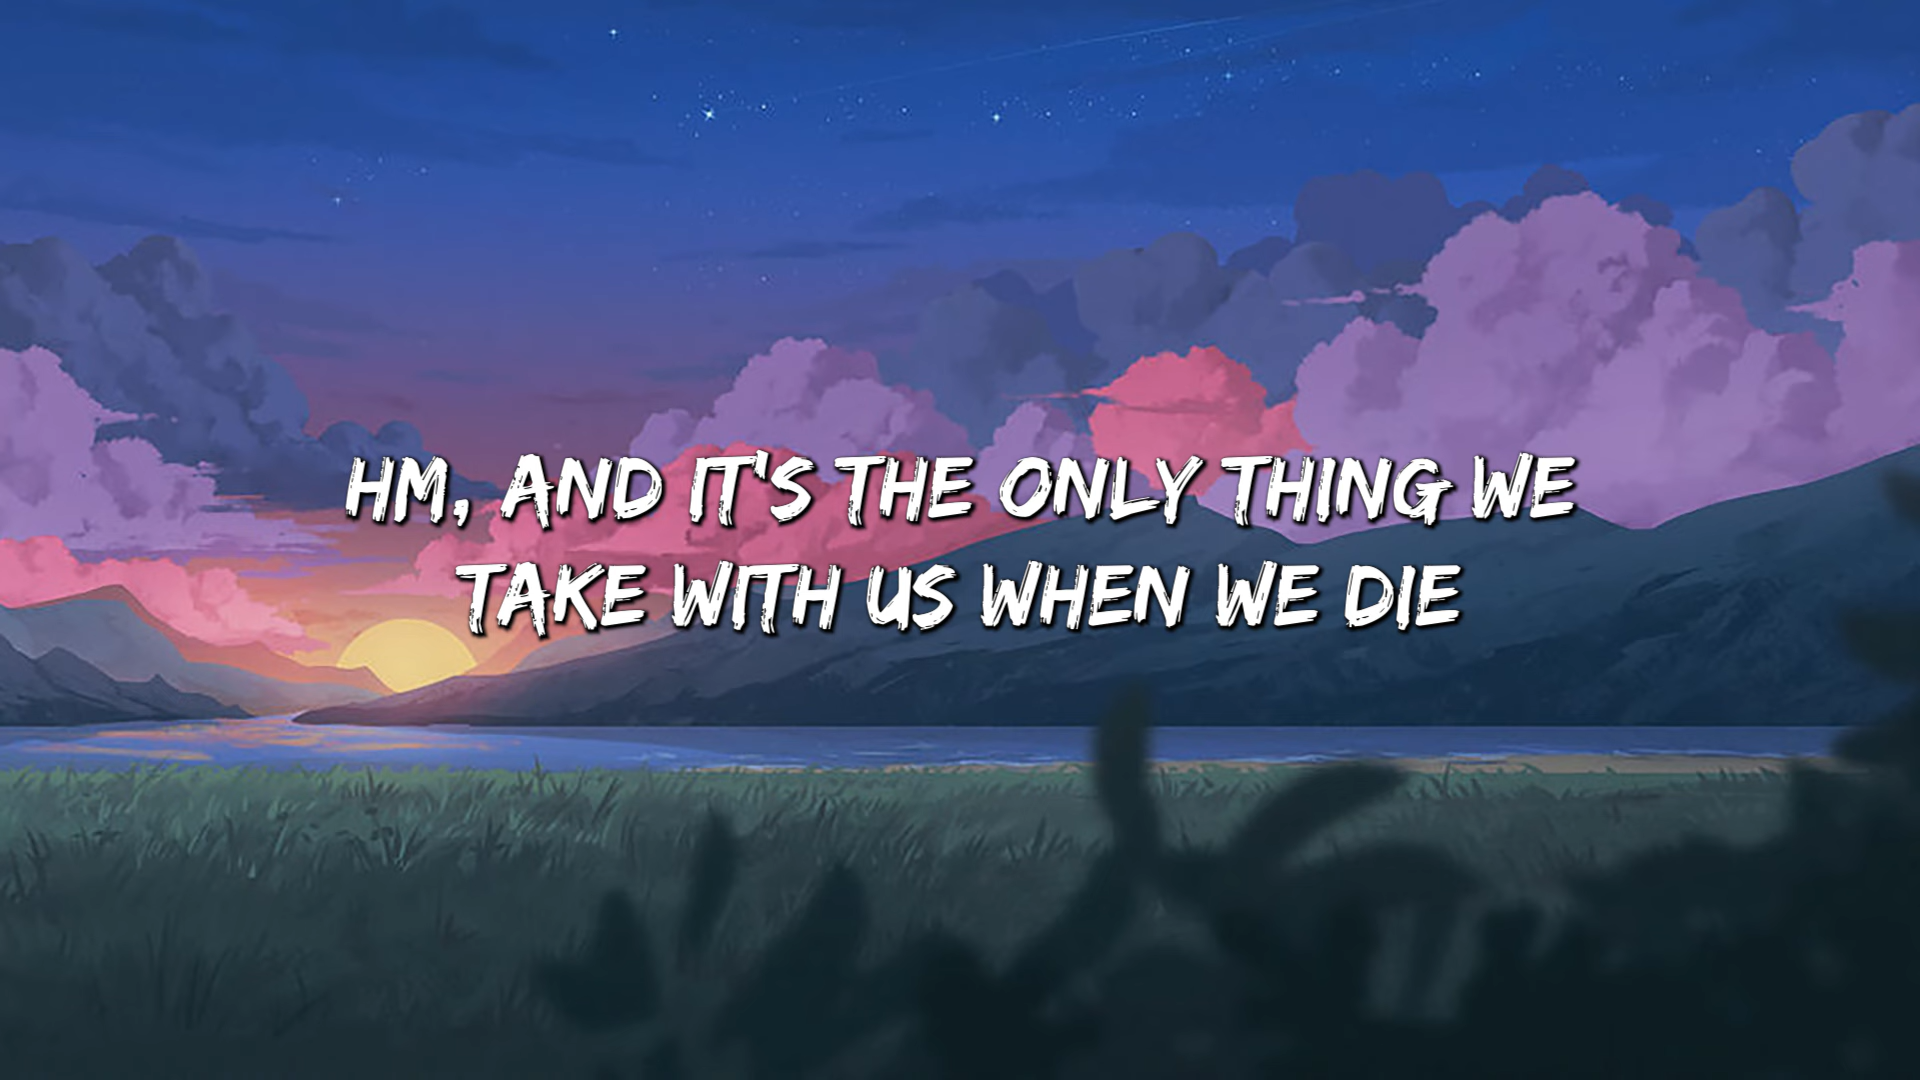 HM, AND IT'S THE ONLY THING WE
TAKE WITH US WHEN WE DIE